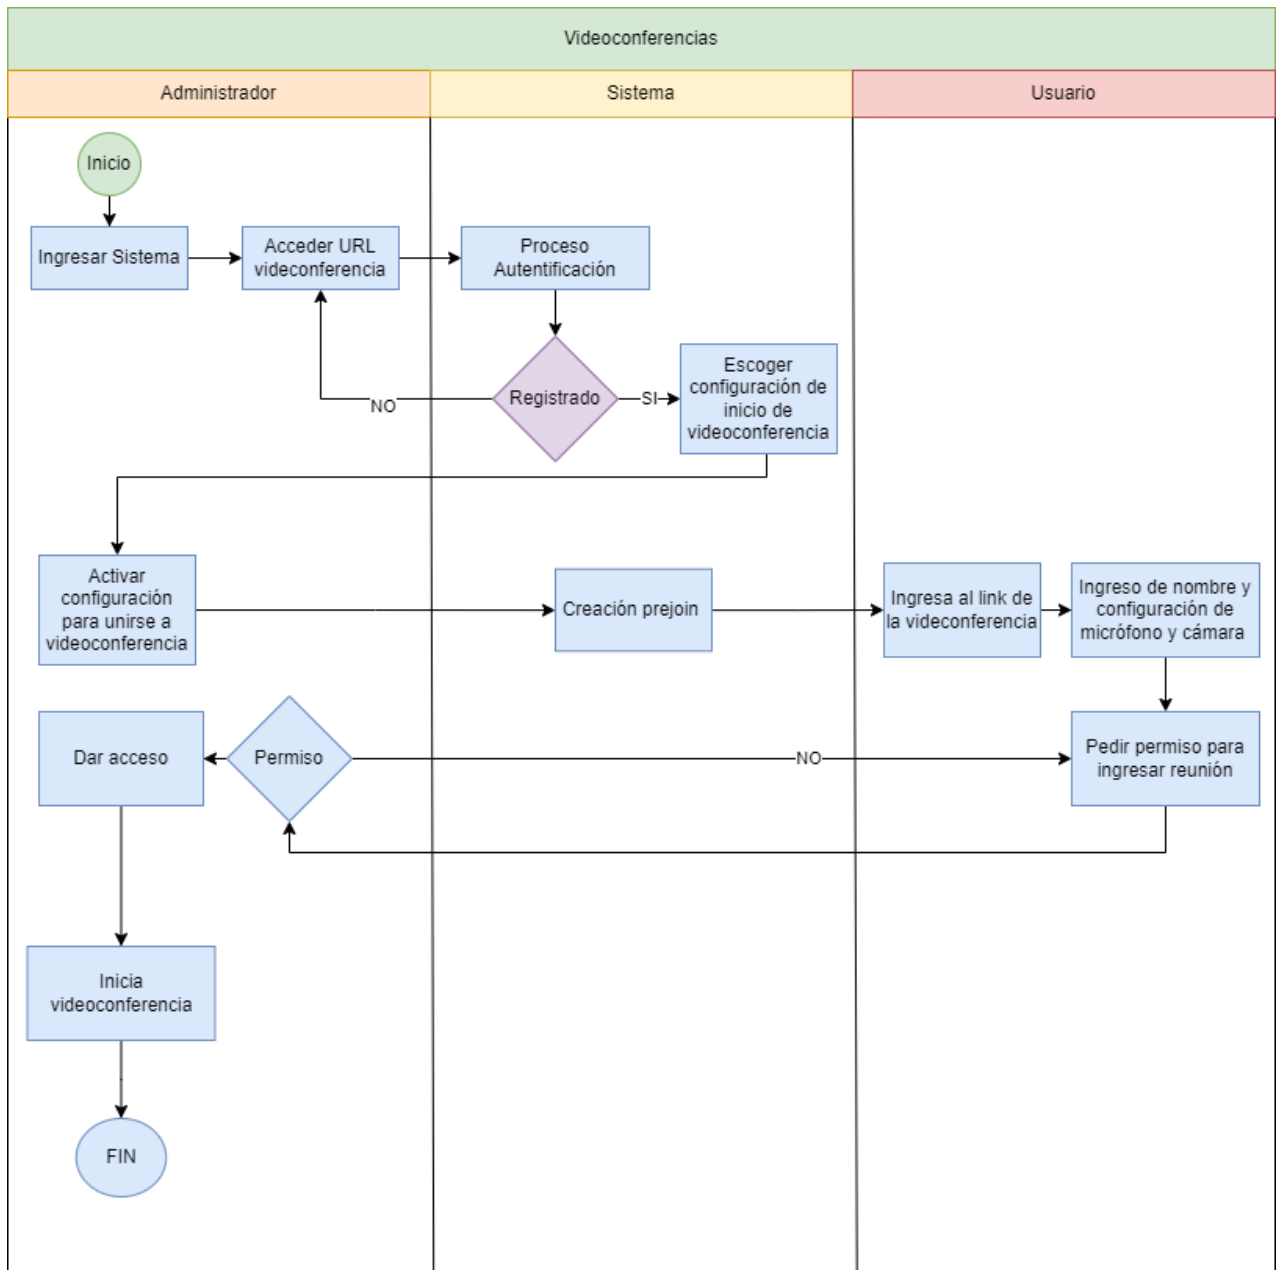 Videoconferencias
Administrador
Sistema
Usuario
Inicio
Ingresar Sistema
Acceder URL
videconferencia
Proceso
Autentificación
Registrado
NO
SI
Escoger
configuración de
inicio de
videoconferencia
Activar
configuración
para unirse a
videoconferencia
Creación prejoin
Ingresa al link de
la videconferencia
Ingreso de nombre y
configuración de
micrófono y cámara
Dar acceso
Permiso
NO
Pedir permiso para
ingresar reunión
Inicia
videoconferencia
FIN